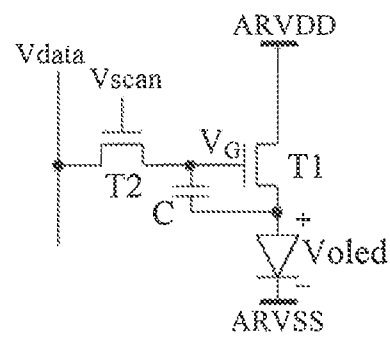 ARVDD
Vdata
Vscan
VG
T1
T2
C
+
Voled
-
ARVSS